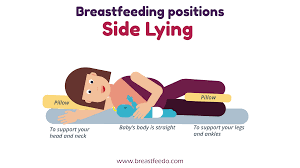 Breastfeeding positions
Side Lying
Pillow
Pillow
To support your
head and neck
Baby's body is straight
To support your legs
and ankles
www.breastfeedo.com